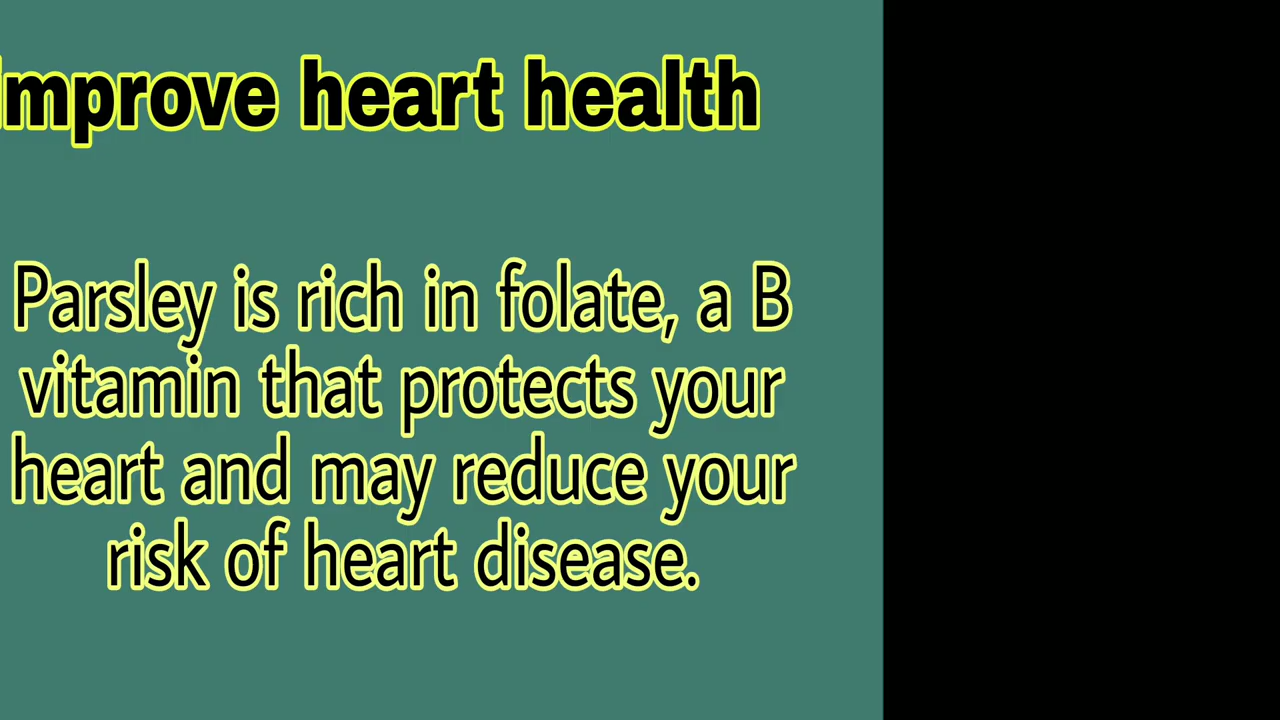 Improve heart health
Parsley is rich in folate, a B
vitamin that protects your
heart and may reduce your
risk of heart disease.